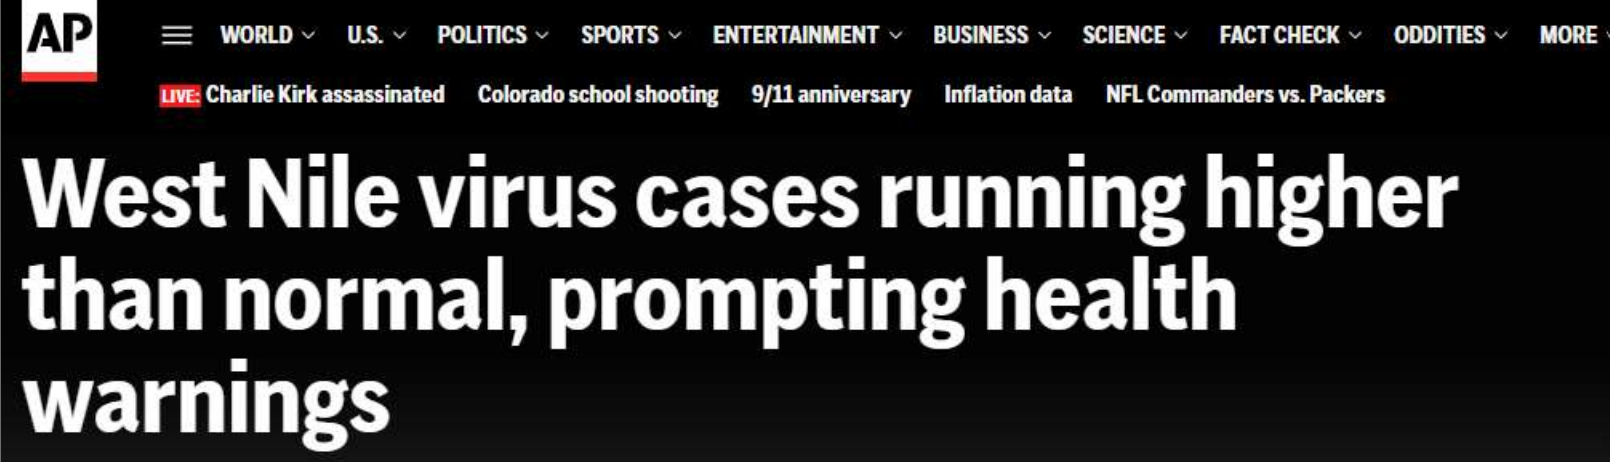 AP
WORLD U.S. POLITICS SPORTS ENTERTAINMENT BUSINESS SCIENCE FACT CHECK ODDITIES MORE
LIVE: Charlie Kirk assassinated Colorado school shooting 9/11 anniversary Inflation data NFL Commanders vs. Packers
West Nile virus cases running higher
than normal, prompting health
warnings